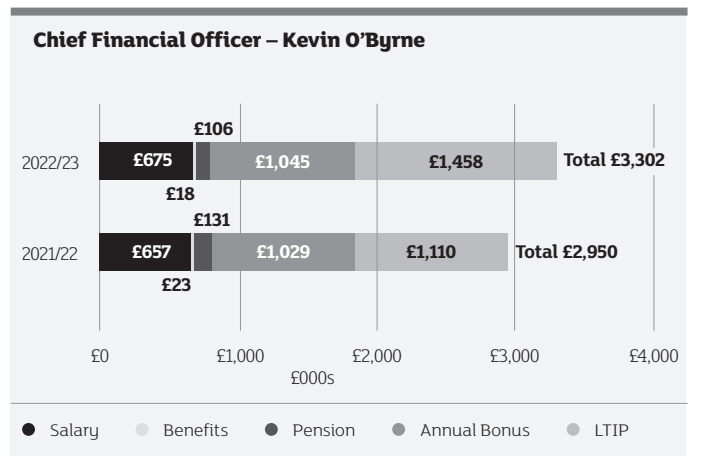 Chief Financial Officer – Kevin O'Byrne
£106
2022/23 £675 £1,045 £1,458 Total £3,302
£18
£131
2021/22 £657 £1,029 £1,110 Total £2,950
£23
£0 £1,000 £2,000 £3,000 £4,000
£000s
Salary Benefits Pension Annual Bonus LTIP